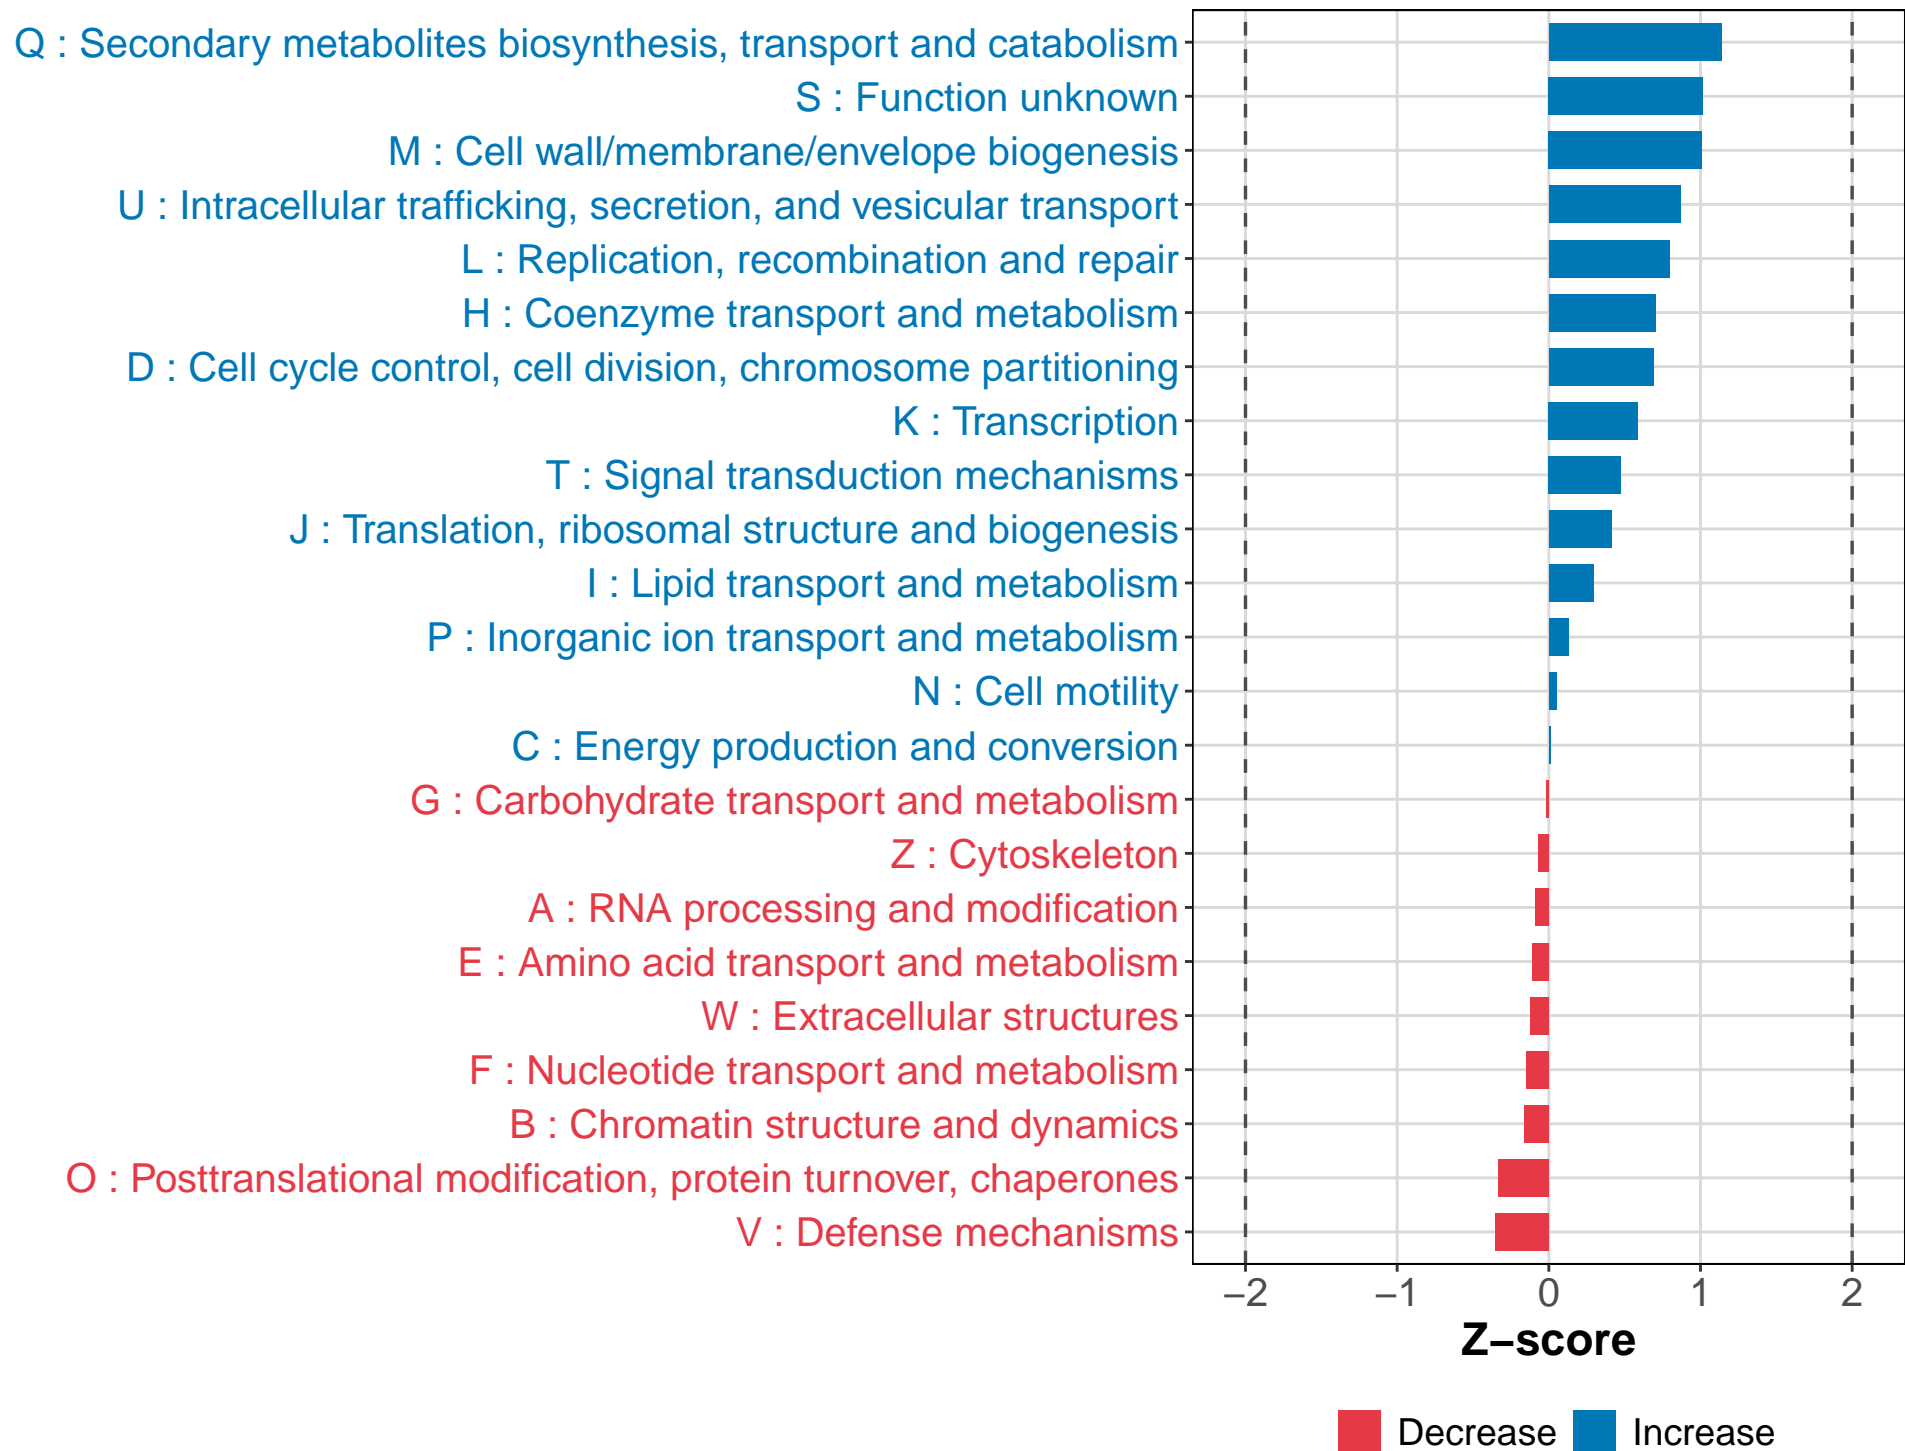 Q : Secondary metabolites biosynthesis, transport and catabolism
S : Function unknown
M : Cell wall/membrane/envelope biogenesis
U : Intracellular trafficking, secretion, and vesicular transport
L : Replication, recombination and repair
H : Coenzyme transport and metabolism
D : Cell cycle control, cell division, chromosome partitioning
K : Transcription
T : Signal transduction mechanisms
J : Translation, ribosomal structure and biogenesis
I : Lipid transport and metabolism
P : Inorganic ion transport and metabolism
N : Cell motility
C : Energy production and conversion
G : Carbohydrate transport and metabolism
Z : Cytoskeleton
A : RNA processing and modification
E : Amino acid transport and metabolism
W : Extracellular structures
F : Nucleotide transport and metabolism
B : Chromatin structure and dynamics
O : Posttranslational modification, protein turnover, chaperones
V : Defense mechanisms
−2 −1 0 1 2
Z−score
Decrease Increase